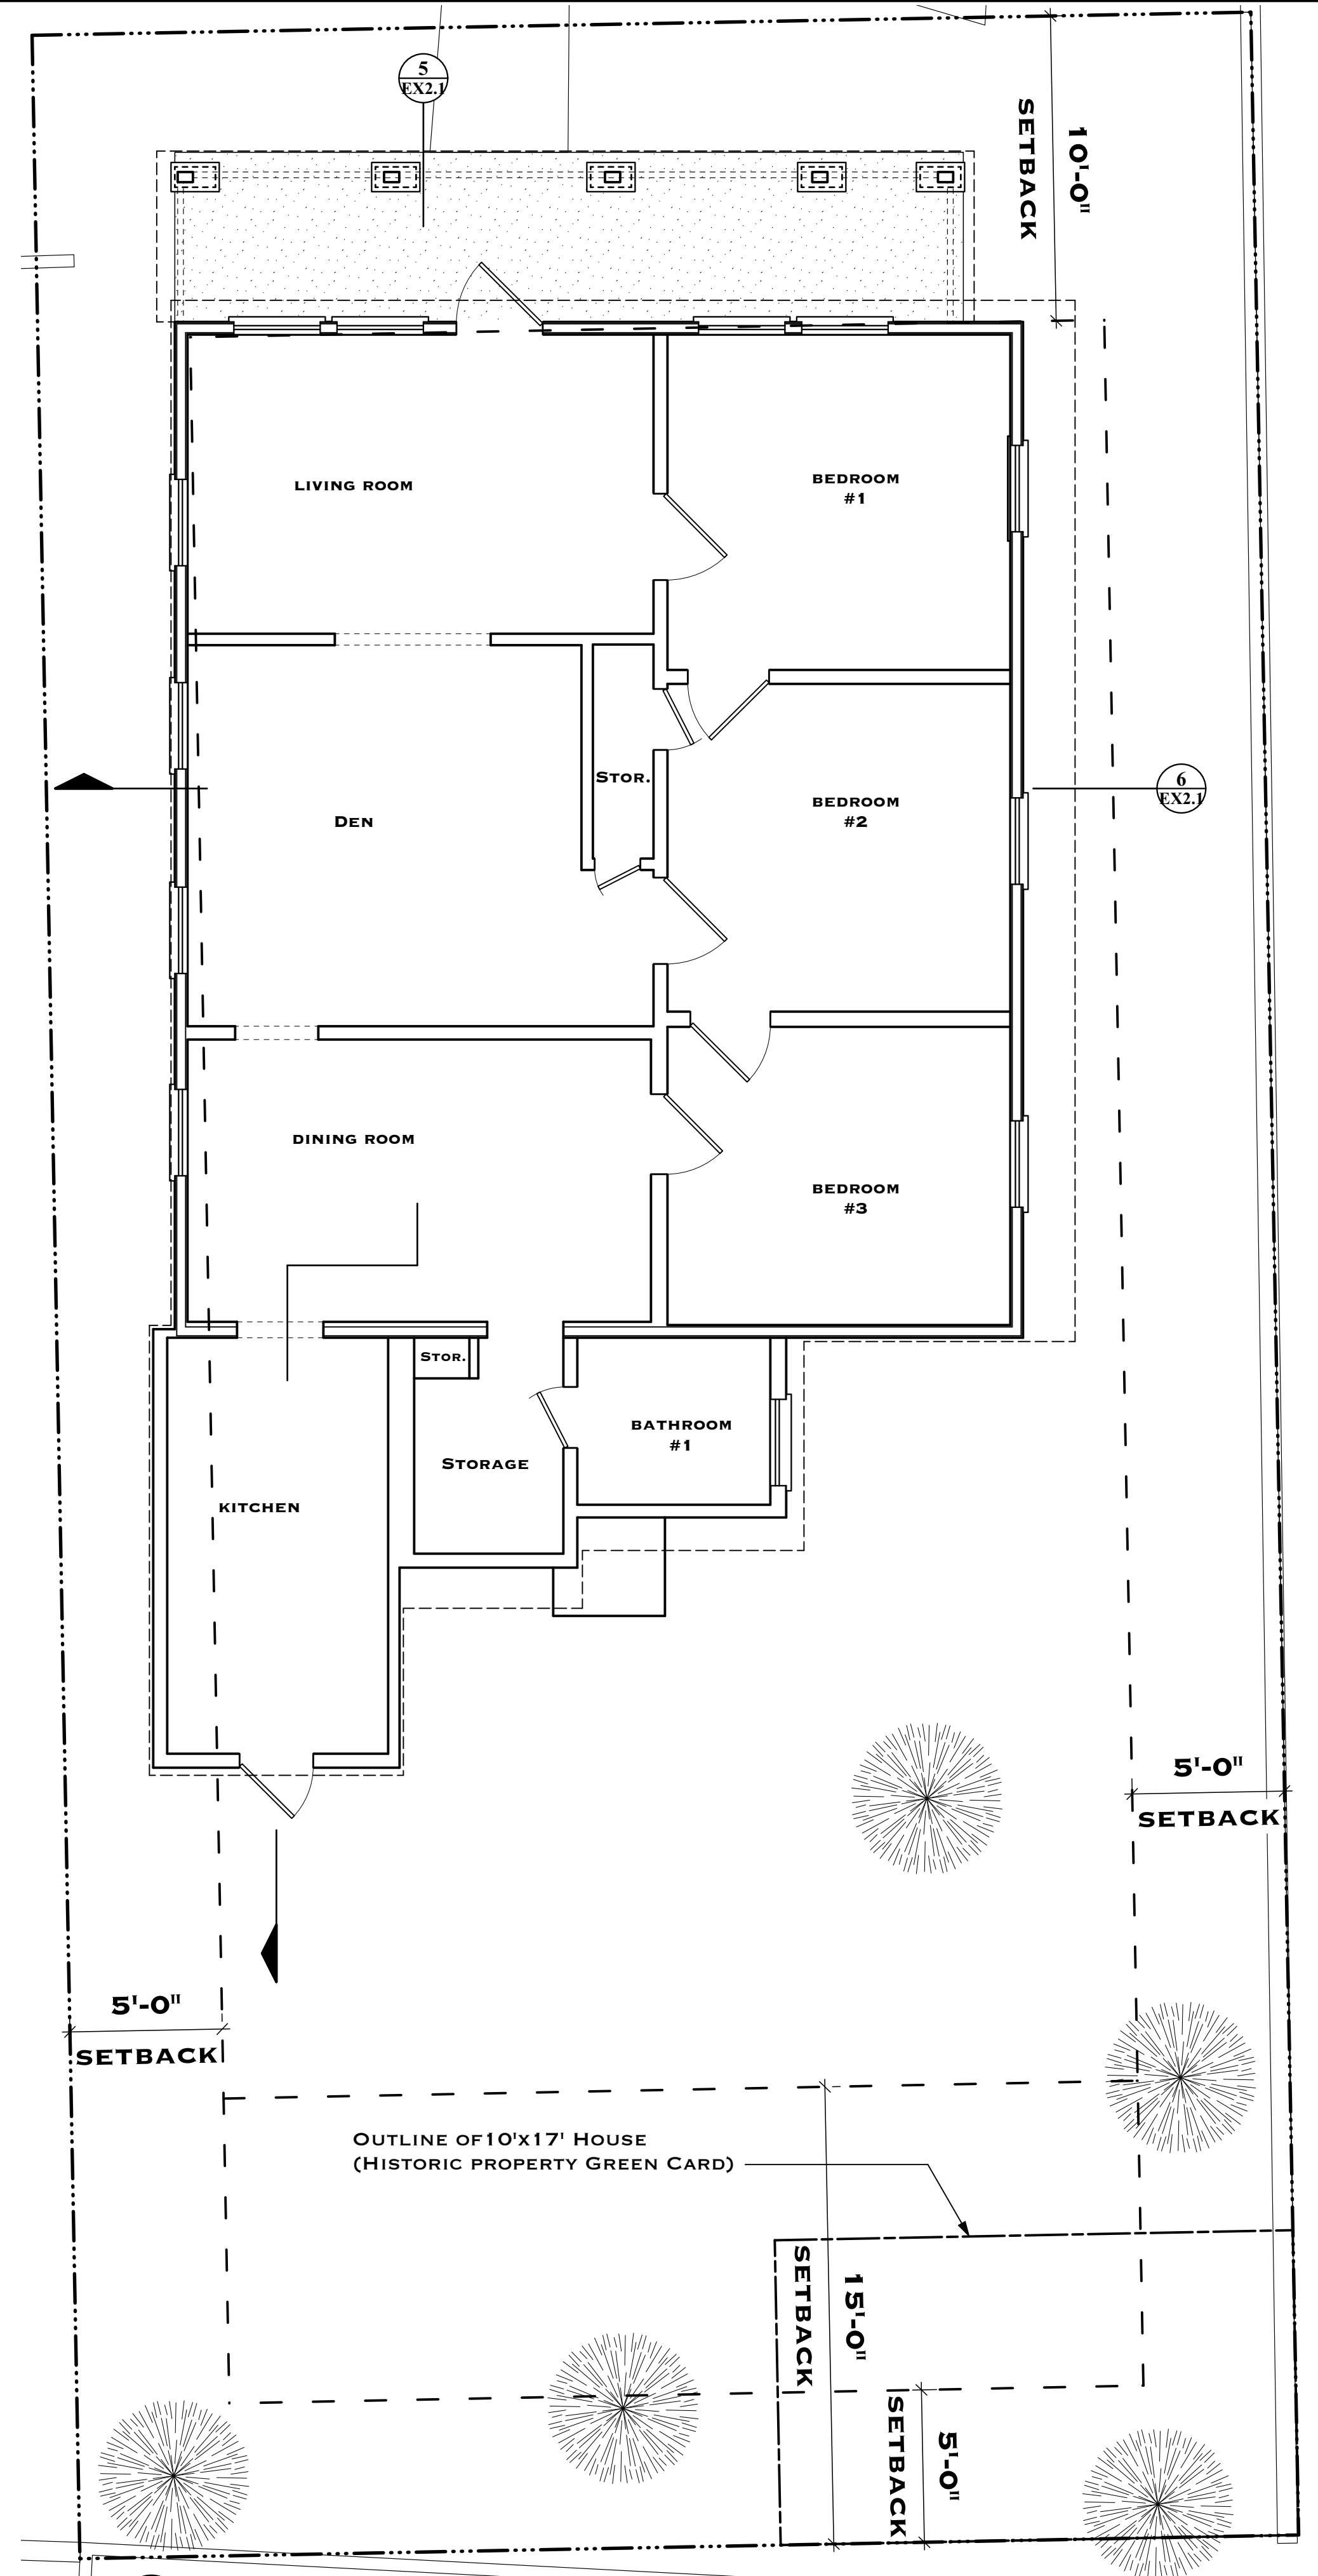 5
EX2.1
SETBACK
10'-0"
LIVING ROOM
BEDROOM
#1
STOR.
DEN
BEDROOM
#2
6
EX2.1
DINING ROOM
BEDROOM
#3
STOR.
BATHROOM
#1
STORAGE
KITCHEN
5'-0"
SETBACK
5'-0"
SETBACK
OUTLINE OF10'X17' HOUSE
(HISTORIC PROPERTY GREEN CARD)
SETBACK
15'-0"
SETBACK
5'-0"